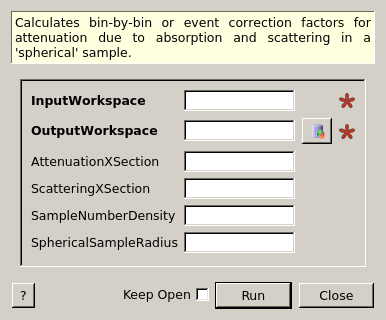 Calculates bin-by-bin or event correction factors for
attenuation due to absorption and scattering in a
'spherical' sample.
InputWorkspace
OutputWorkspace
AttenuationXSection
ScatteringXSection
SampleNumberDensity
SphericalSampleRadius
? Keep Open Run Close